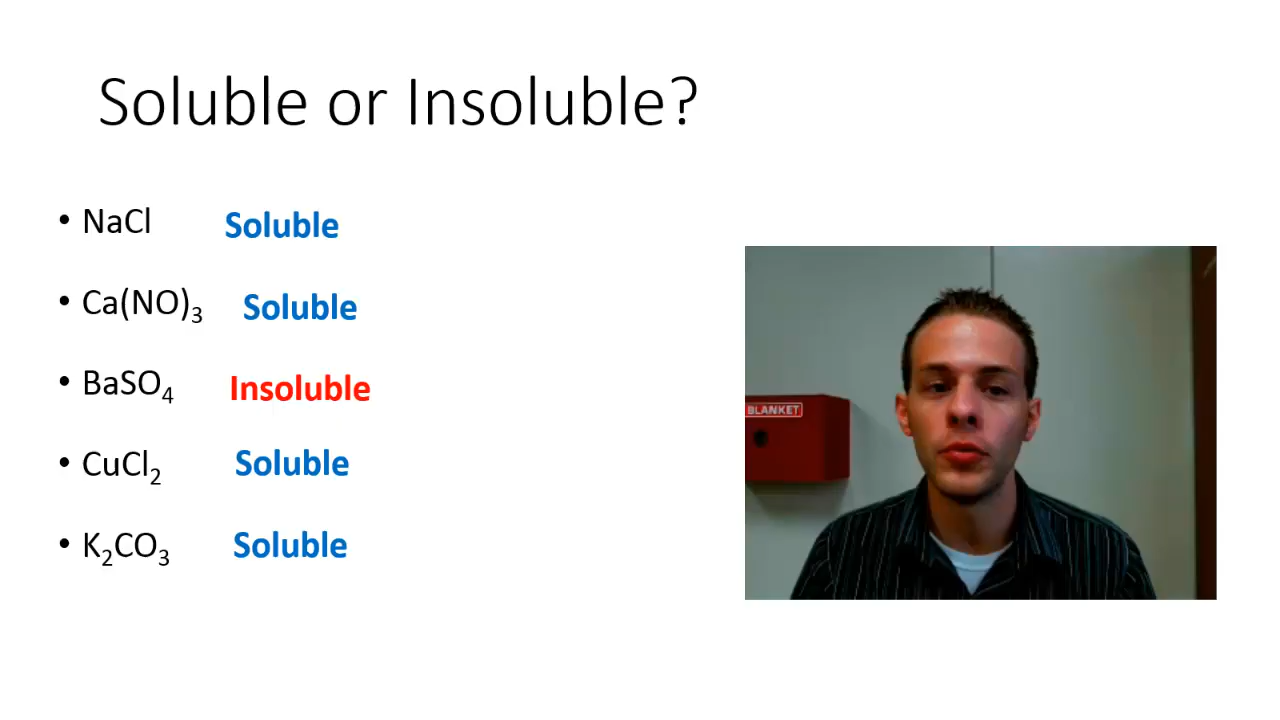 Soluble or Insoluble?
• NaCl Soluble
• Ca(NO)₃ Soluble
• BaSO₄ Insoluble
• CuCl₂ Soluble
• K₂CO₃ Soluble
BLANKET